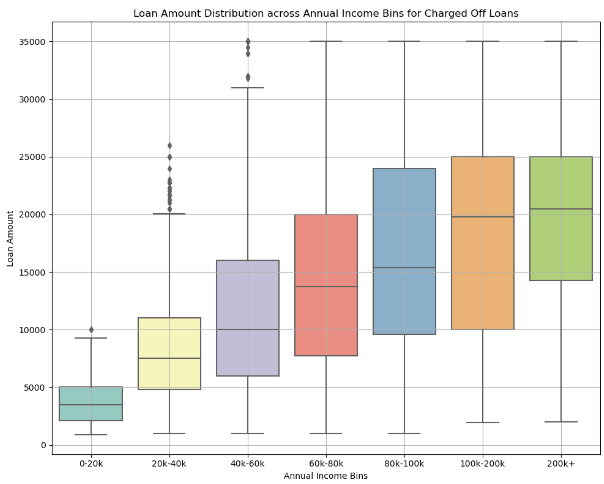 Loan Amount Distribution across Annual Income Bins for Charged Off Loans
35000
30000
25000
20000
15000
10000
5000
0
Loan Amount
0-20k 20k-40k 40k-60k 60k-80k 80k-100k 100k-200k 200k+
Annual Income Bins